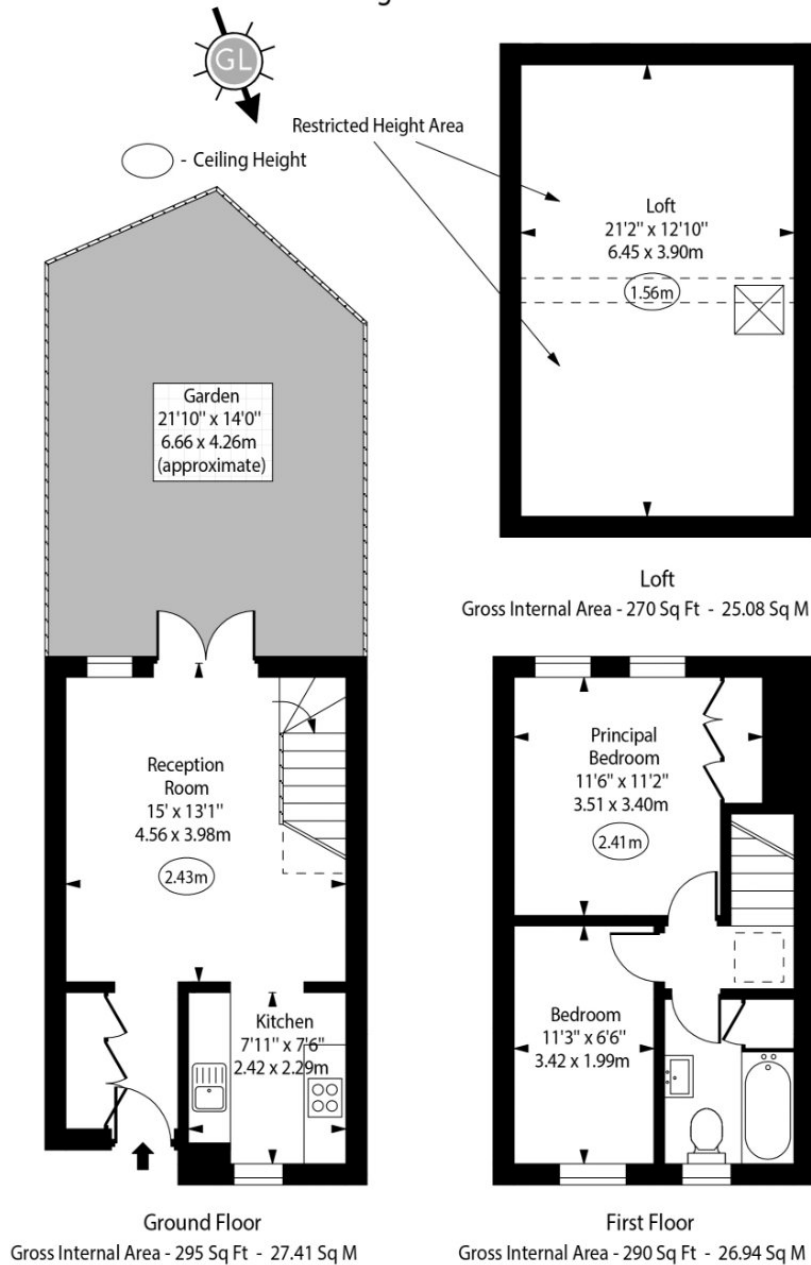 GL
- Ceiling Height
Restricted Height Area
Loft
21'2" x 12'10"
6.45 x 3.90m
1.56m
Garden
21'10" x 14'0"
6.66 x 4.26m
(approximate)
Loft
Gross Internal Area - 270 Sq Ft - 25.08 Sq M
Reception
Room
15' x 13'1"
4.56 x 3.98m
2.43m
Kitchen
7'11" x 7'6"
2.42 x 2.29m
Ground Floor
Gross Internal Area - 295 Sq Ft - 27.41 Sq M
Principal
Bedroom
11'6" x 11'2"
3.51 x 3.40m
2.41m
Bedroom
11'3" x 6'6"
3.42 x 1.99m
First Floor
Gross Internal Area - 290 Sq Ft - 26.94 Sq M